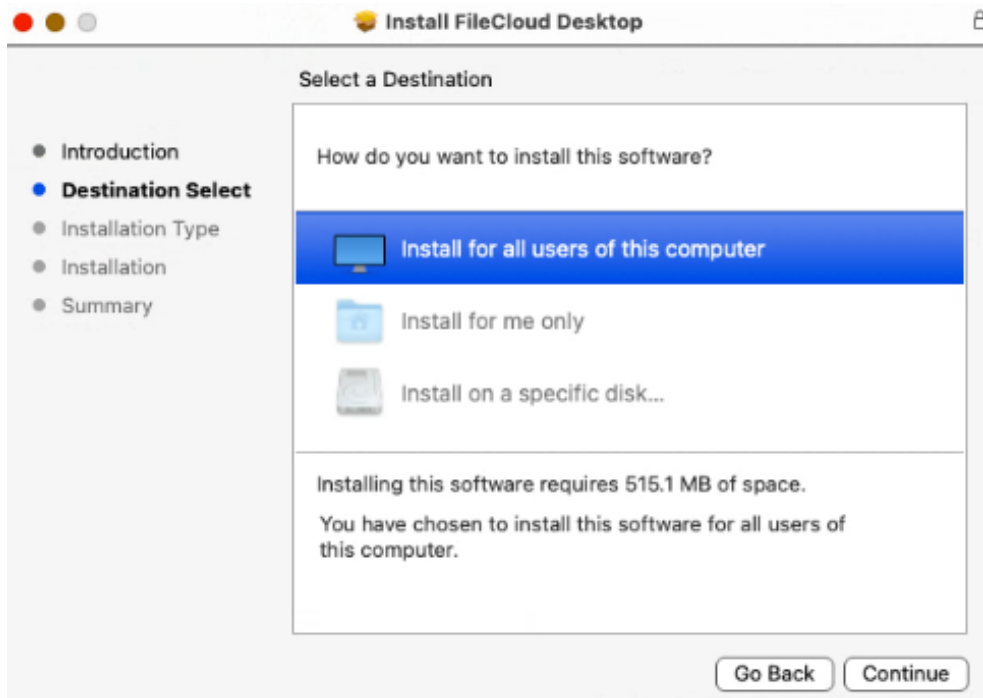 Install FileCloud Desktop
Select a Destination
Introduction
Destination Select
Installation Type
Installation
Summary
How do you want to install this software?
Install for all users of this computer
Install for me only
Install on a specific disk...
Installing this software requires 515.1 MB of space.
You have chosen to install this software for all users of
this computer.
Go Back
Continue